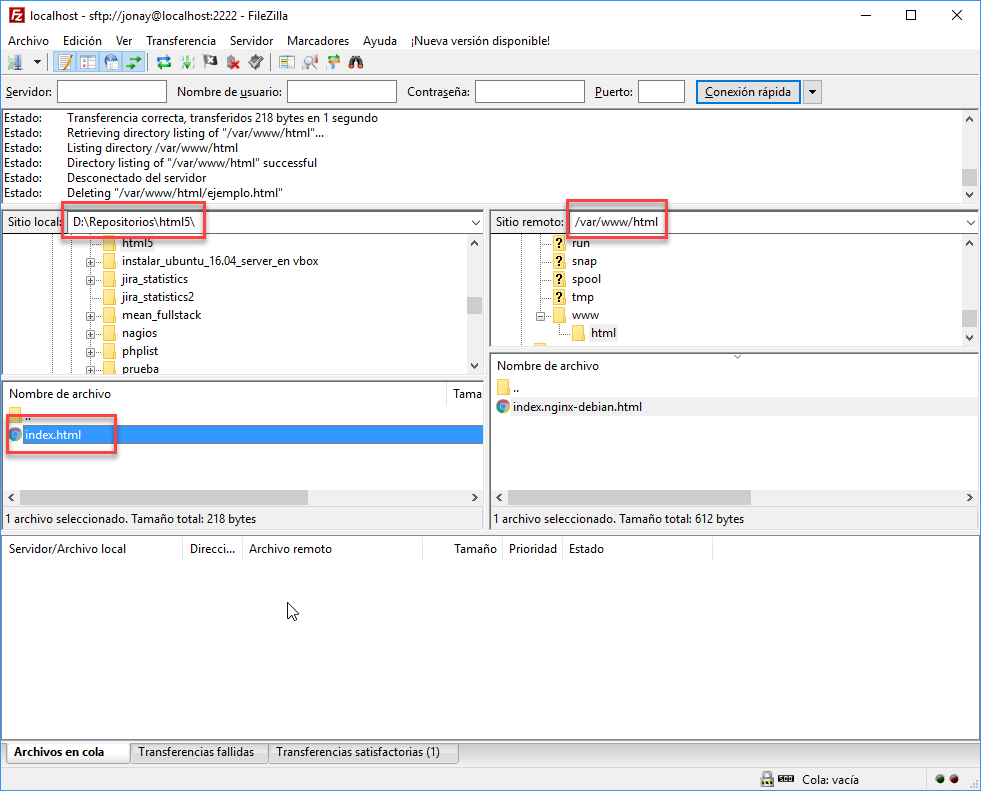 localhost - sftp://jonay@localhost:2222 - FileZilla
Archivo Edición Ver Transferencia Servidor Marcadores Ayuda ¡Nueva versión disponible!
Servidor: Nombre de usuario: Contraseña: Puerto: Conexión rápida
Estado: Transferencia correcta, transferidos 218 bytes en 1 segundo
Estado: Retrieving directory listing of "/var/www/html"...
Estado: Listing directory /var/www/html
Estado: Directory listing of "/var/www/html" successful
Estado: Desconectado del servidor
Estado: Deleting "/var/www/html/ejemplo.html"
Sitio local: D:\Repositorios\html5\
html5
instalar_ubuntu_16.04_server_en vbox
jira_statistics
jira_statistics2
mean_fullstack
nagios
phplist
prueba
Nombre de archivo Tama
..
index.html
1 archivo seleccionado. Tamaño total: 218 bytes
Sitio remoto: /var/www/html
? run
? snap
? spool
? tmp
www
html
Nombre de archivo
..
index.nginx-debian.html
1 archivo seleccionado. Tamaño total: 612 bytes
Servidor/Archivo local Direcci... Archivo remoto Tamaño Prioridad Estado
Archivos en cola Transferencias fallidas Transferencias satisfactorias (1)
Cola: vacía